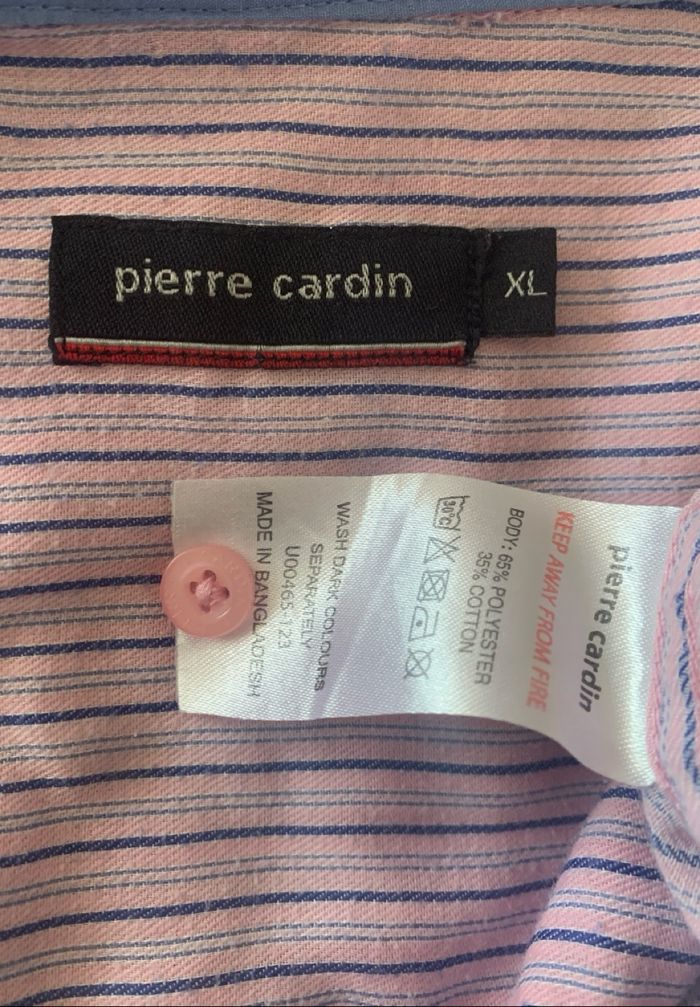 pierre cardin
XL
pierre cardin
KEEP AWAY FROM FIRE
BODY: 65% POLYESTER
35% COTTON
30°C
WASH DARK COLOURS
SEPARATELY
U00465-123
MADE IN BANGLADESH